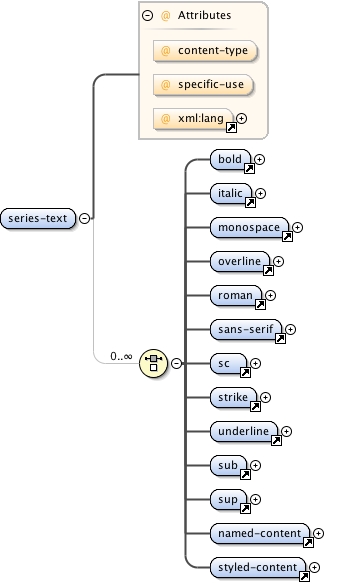 @ Attributes
@ content-type
@ specific-use
@ xml:lang
series-text
0..∞
bold
italic
monospace
overline
roman
sans-serif
sc
strike
underline
sub
sup
named-content
styled-content